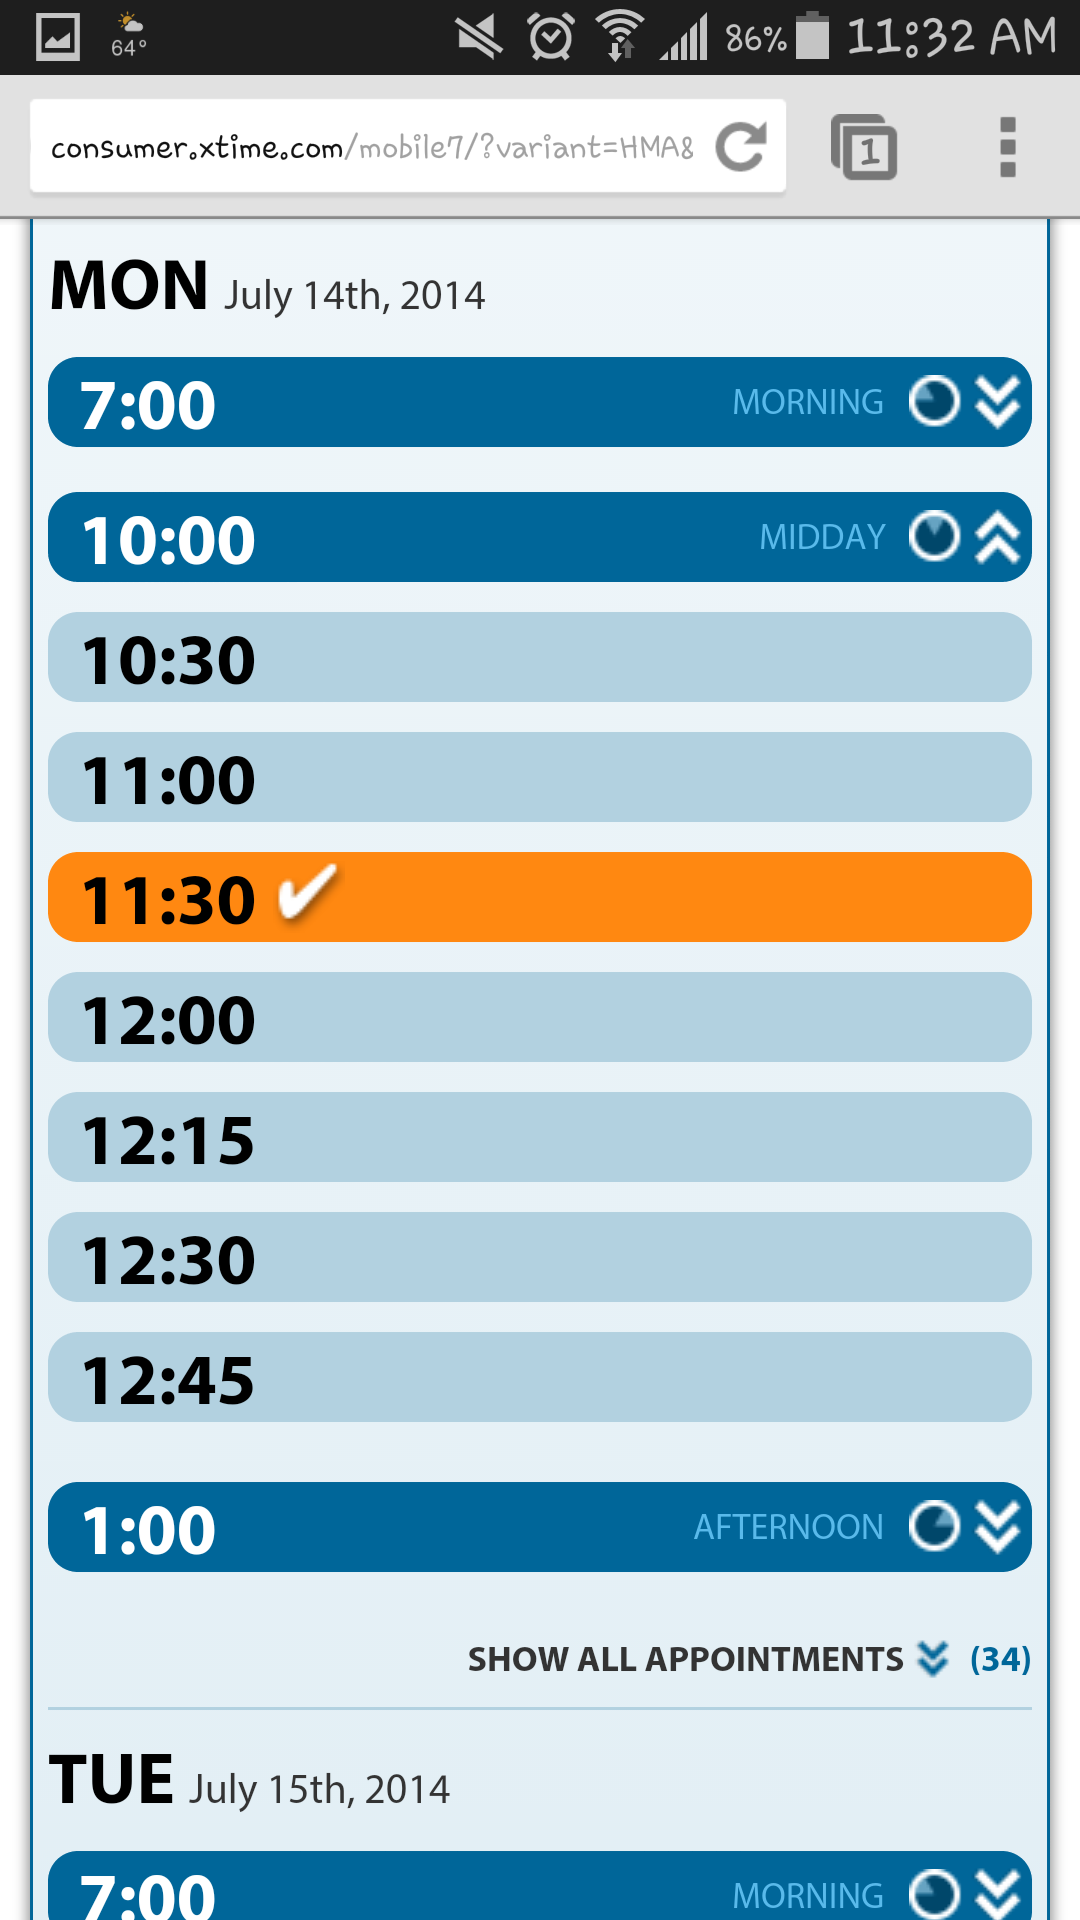 64°
86% 11:32 AM
consumer.xtime.com/mobile7/?variant=HMA&
1
MON July 14th, 2014
7:00 MORNING
10:00 MIDDAY
10:30
11:00
11:30 ✔
12:00
12:15
12:30
12:45
1:00 AFTERNOON
SHOW ALL APPOINTMENTS (34)
TUE July 15th, 2014
7:00 MORNING